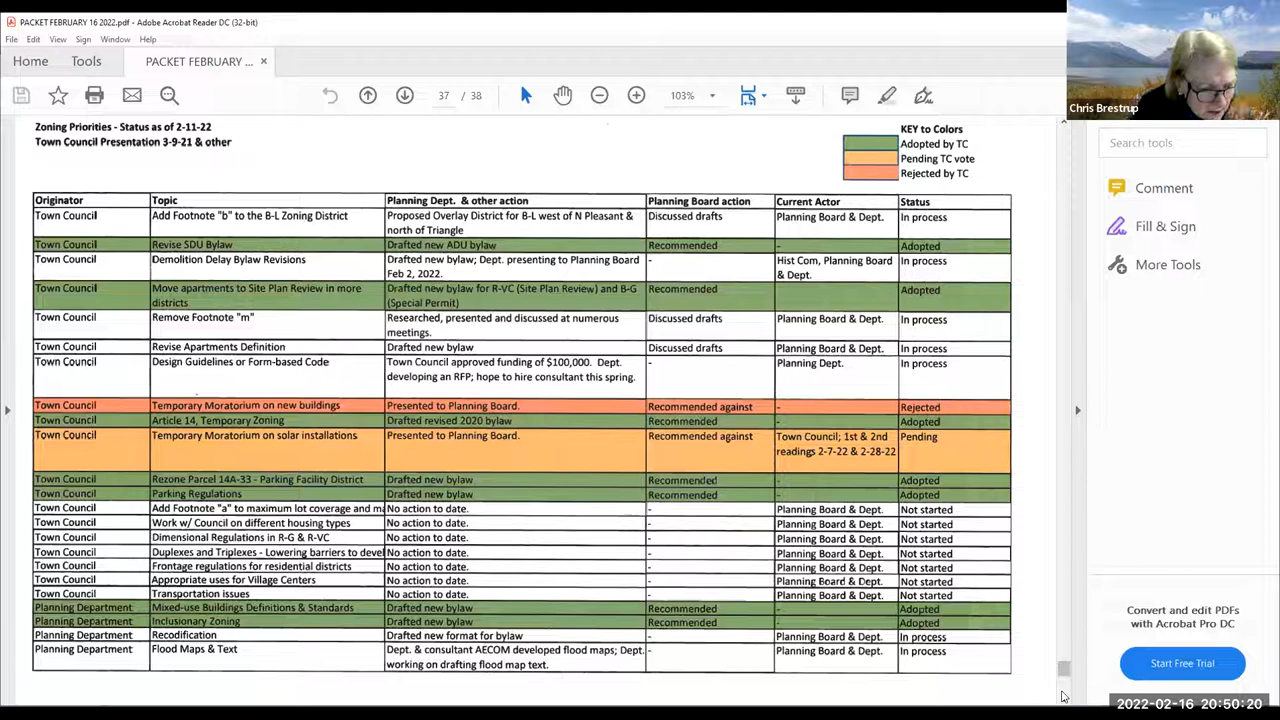 PACKET FEBRUARY 16 2022.pdf - Adobe Acrobat Reader DC (32-bit)
File Edit View Sign Window Help
Home Tools PACKET FEBRUARY ... ×
37 / 38 103%
Chris Brestrup
Zoning Priorities - Status as of 2-11-22
Town Council Presentation 3-9-21 & other
KEY to Colors
Adopted by TC
Pending TC vote
Rejected by TC
Originator Topic Planning Dept. & other action Planning Board action Current Actor Status
Town Council Add Footnote "b" to the B-L Zoning District Proposed Overlay District for B-L west of N Pleasant & Discussed drafts Planning Board & Dept. In process
north of Triangle
Town Council Revise SDU Bylaw Drafted new ADU bylaw Recommended - Adopted
Town Council Demolition Delay Bylaw Revisions Drafted new bylaw; Dept. presenting to Planning Board - Hist Com, Planning Board In process
Feb 2, 2022. & Dept.
Town Council Move apartments to Site Plan Review in more Drafted new bylaw for R-VC (Site Plan Review) and B-G Recommended Adopted
districts (Special Permit)
Town Council Remove Footnote "m" Researched, presented and discussed at numerous Discussed drafts Planning Board & Dept. In process
meetings.
Town Council Revise Apartments Definition Drafted new bylaw Discussed drafts Planning Board & Dept. In process
Town Council Design Guidelines or Form-based Code Town Council approved funding of $100,000. Dept. - Planning Dept. In process
developing an RFP; hope to hire consultant this spring.
Town Council Temporary Moratorium on new buildings Presented to Planning Board. Recommended against - Rejected
Town Council Article 14, Temporary Zoning Drafted revised 2020 bylaw Recommended - Adopted
Town Council Temporary Moratorium on solar installations Presented to Planning Board. Recommended against Town Council; 1st & 2nd Pending
readings 2-7-22 & 2-28-22
Town Council Rezone Parcel 14A-33 - Parking Facility District Drafted new bylaw Recommended - Adopted
Town Council Parking Regulations Drafted new bylaw Recommended - Adopted
Town Council Add Footnote "a" to maximum lot coverage and ma No action to date. - Planning Board & Dept. Not started
Town Council Work w/ Council on different housing types No action to date. - Planning Board & Dept. Not started
Town Council Dimensional Regulations in R-G & R-VC No action to date. - Planning Board & Dept. Not started
Town Council Duplexes and Triplexes - Lowering barriers to devel No action to date. - Planning Board & Dept. Not started
Town Council Frontage regulations for residential districts No action to date. - Planning Board & Dept. Not started
Town Council Appropriate uses for Village Centers No action to date. - Planning Board & Dept. Not started
Town Council Transportation issues No action to date. - Planning Board & Dept. Not started
Planning Department Mixed-use Buildings Definitions & Standards Drafted new bylaw Recommended - Adopted
Planning Department Inclusionary Zoning Drafted new bylaw Recommended - Adopted
Planning Department Recodification Drafted new format for bylaw - Planning Board & Dept. In process
Planning Department Flood Maps & Text Dept. & consultant AECOM developed flood maps; Dept. - Planning Board & Dept. In process
working on drafting flood map text.
Search tools
Comment
Fill & Sign
More Tools
Convert and edit PDFs
with Acrobat Pro DC
Start Free Trial
2022-02-16 20:50:20